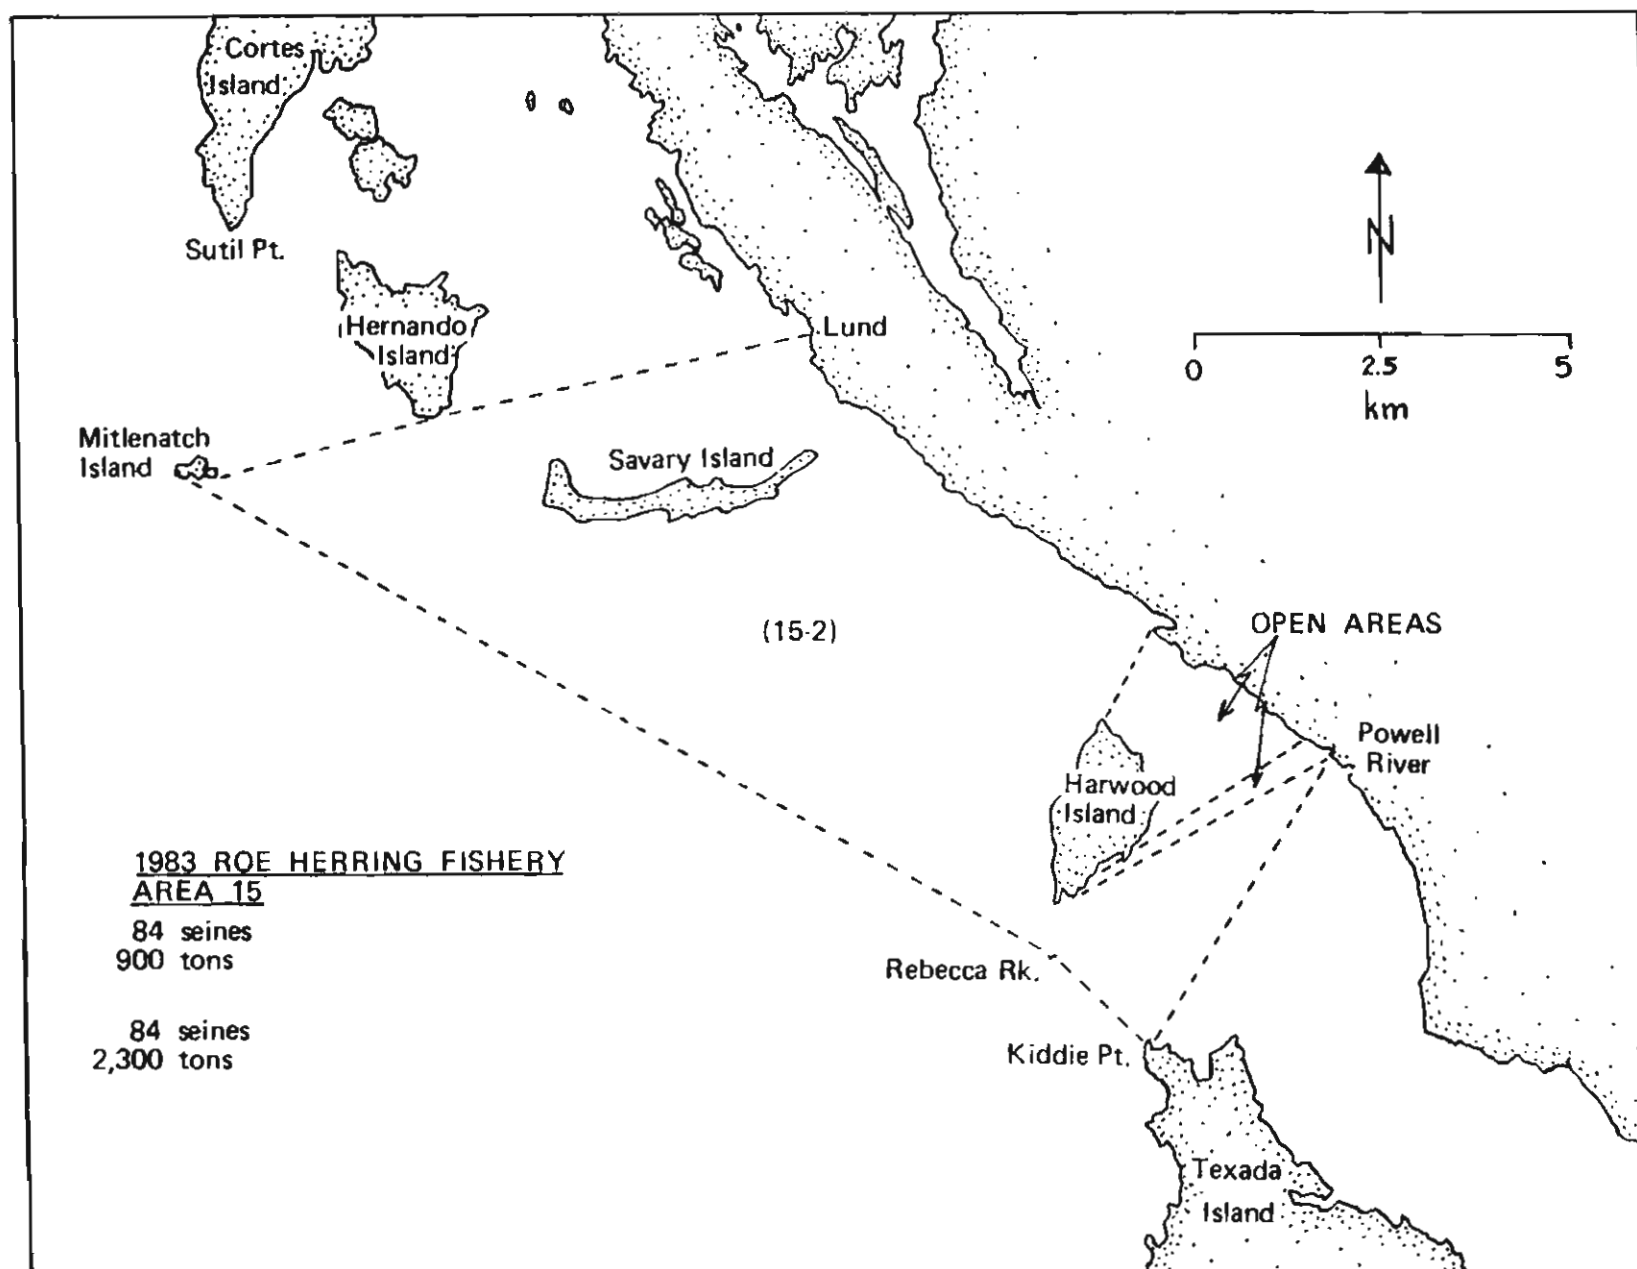 Cortes
Island
Sutil Pt.
Hernando
Island
Lund
N
0 2.5 5
km
Mitlenatch
Island
Savary Island
(15-2)
OPEN AREAS
Powell
River
Harwood
Island
1983 ROE HERRING FISHERY
AREA 15
84 seines
900 tons
84 seines
2,300 tons
Rebecca Rk.
Kiddie Pt.
Texada
Island